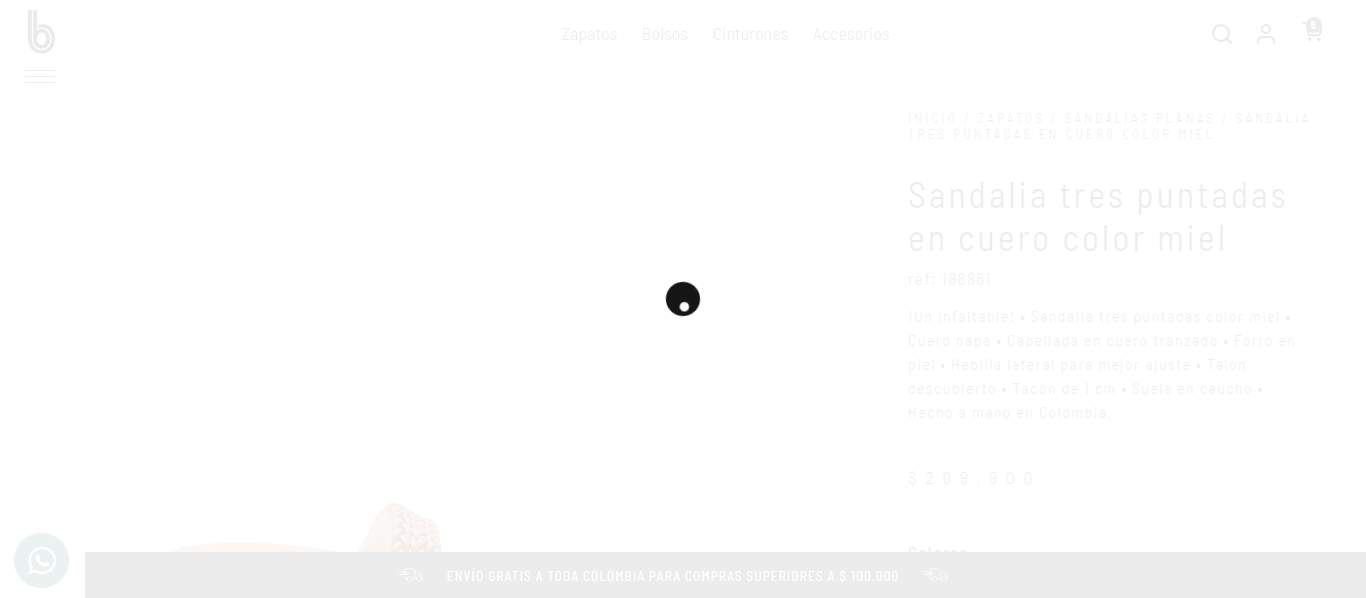 b
Zapatos Bolsos Cinturones Accesorios
INICIO / ZAPATOS / SANDALIAS PLANAS / SANDALIA
TRES PUNTADAS EN CUERO COLOR MIEL
Sandalia tres puntadas
en cuero color miel
ref: 188861
¡Un Infaltable! • Sandalia tres puntadas color miel •
Cuero napa • Capellada en cuero tranzado • Forro en
piel • Hebilla lateral para mejor ajuste • Talon
descubierto • Tacon de 1 cm • Suela en caucho •
Hecho a mano en Colombia.
$209,900
ENVÍO GRATIS A TODA COLOMBIA PARA COMPRAS SUPERIORES A $ 100.000